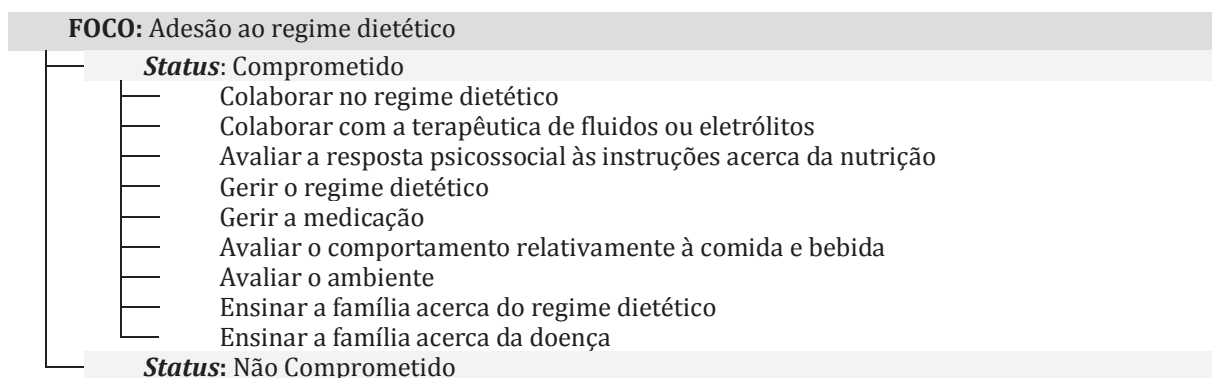 FOCO: Adesão ao regime dietético
Status: Comprometido
Colaborar no regime dietético
Colaborar com a terapêutica de fluidos ou eletrólitos
Avaliar a resposta psicossocial às instruções acerca da nutrição
Gerir o regime dietético
Gerir a medicação
Avaliar o comportamento relativamente à comida e bebida
Avaliar o ambiente
Ensinar a família acerca do regime dietético
Ensinar a família acerca da doença
Status: Não Comprometido